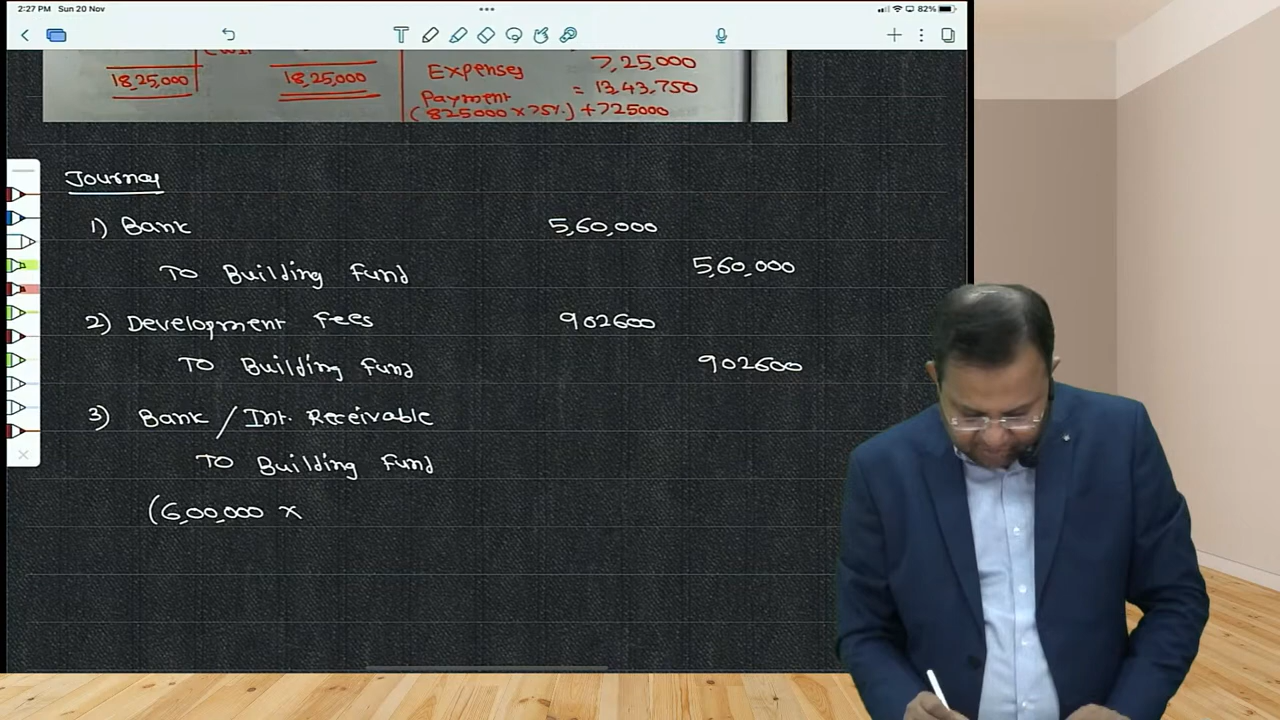 2:27 PM Sun 20 Nov
82%
18,25,000 18,25,000
Expenses 7,25,000
Payment = 13,43,750
(825000 x 75%) + 725000
Journal
1) Bank 5,60,000
To Building Fund 5,60,000
2) Development Fees 902600
To Building Fund 902600
3) Bank / Int. Receivable
To Building Fund
(6,00,000 x